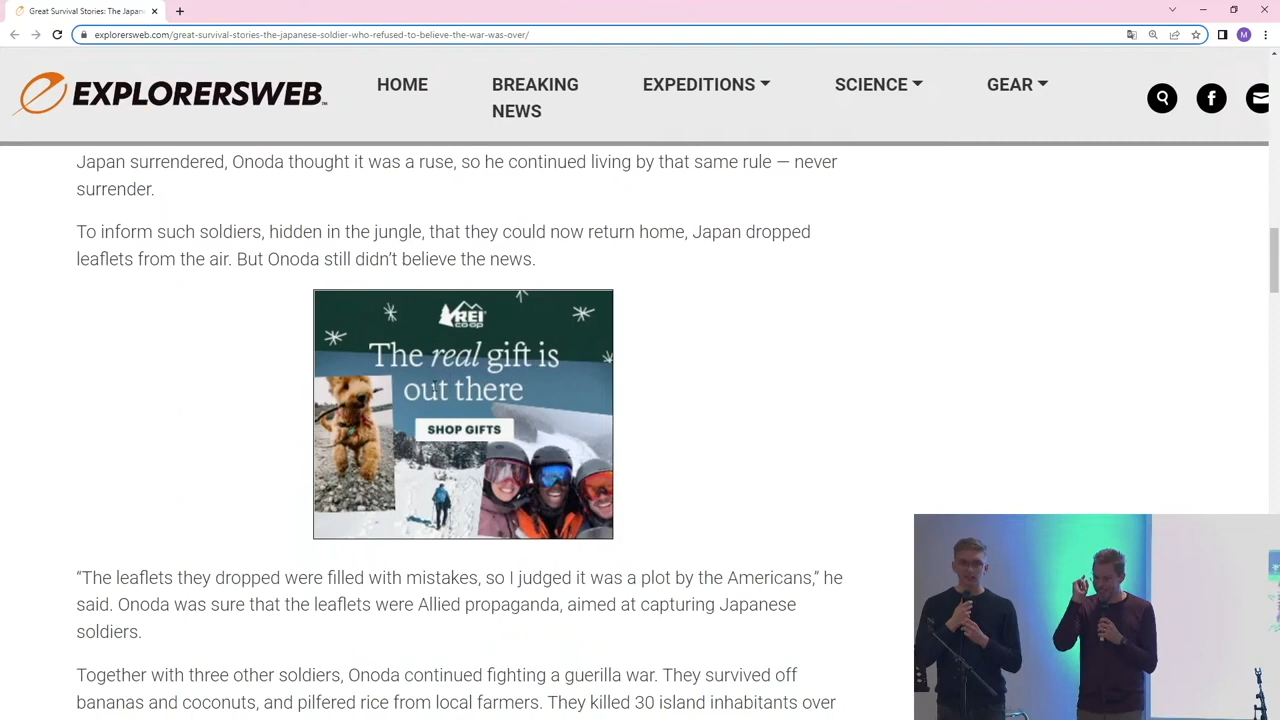 Great Survival Stories: The Japan
explorersweb.com/great-survival-stories-the-japanese-soldier-who-refused-to-believe-the-war-was-over/
M
EXPLORERSWEB™
HOME
BREAKING
NEWS
EXPEDITIONS
SCIENCE
GEAR
Japan surrendered, Onoda thought it was a ruse, so he continued living by that same rule — never
surrender.
To inform such soldiers, hidden in the jungle, that they could now return home, Japan dropped
leaflets from the air. But Onoda still didn’t believe the news.
REI
co-op
The real gift is
out there
SHOP GIFTS
“The leaflets they dropped were filled with mistakes, so I judged it was a plot by the Americans,” he
said. Onoda was sure that the leaflets were Allied propaganda, aimed at capturing Japanese
soldiers.
Together with three other soldiers, Onoda continued fighting a guerilla war. They survived off
bananas and coconuts, and pilfered rice from local farmers. They killed 30 island inhabitants over